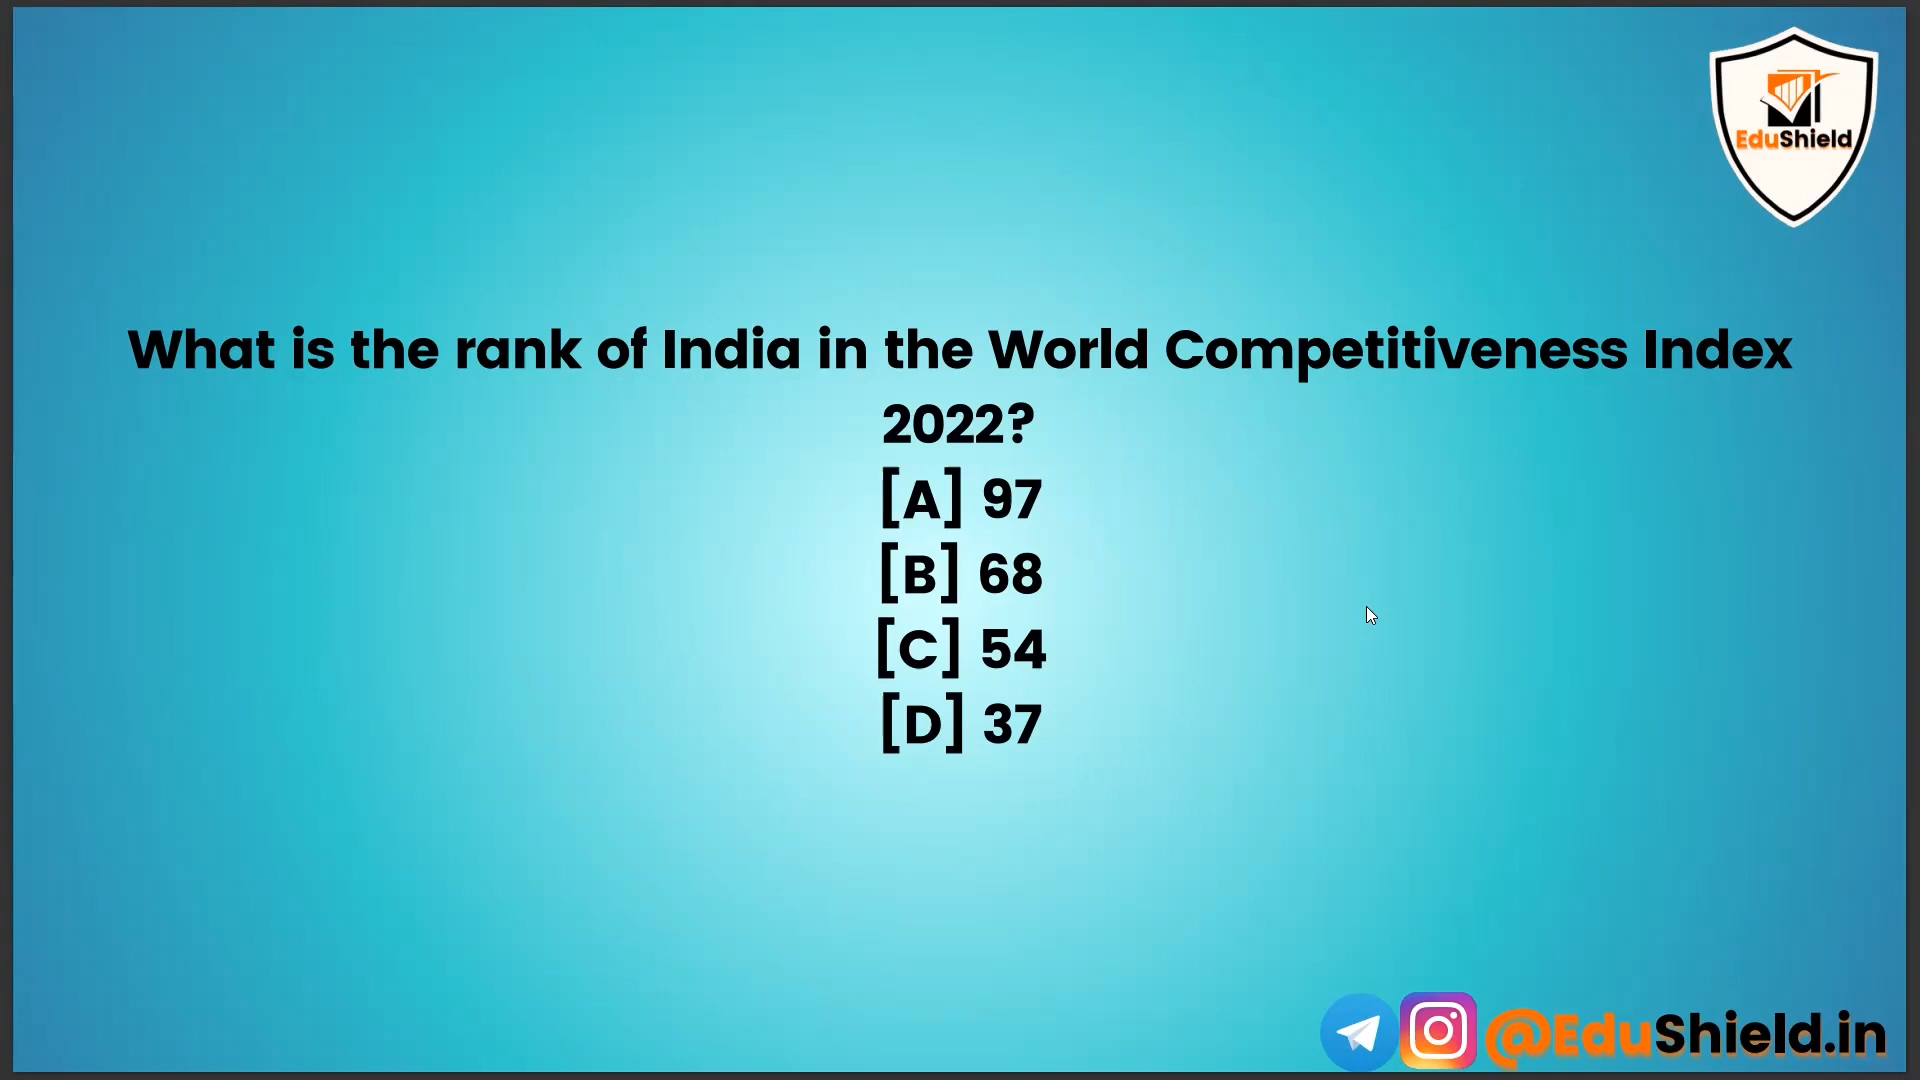 EduShield
What is the rank of India in the World Competitiveness Index
2022?
[A] 97
[B] 68
[C] 54
[D] 37
@EduShield.in